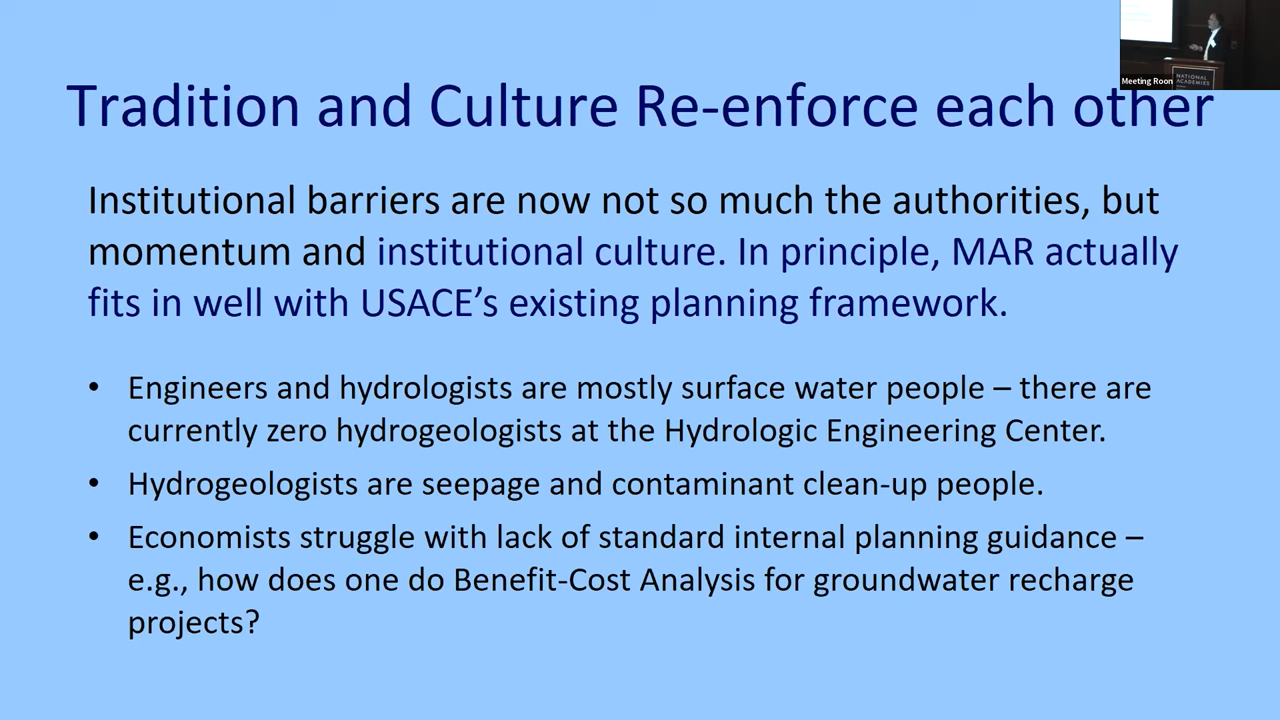 Meeting Room
NATIONAL
ACADEMIES
Tradition and Culture Re-enforce each other
Institutional barriers are now not so much the authorities, but
momentum and institutional culture. In principle, MAR actually
fits in well with USACE’s existing planning framework.
• Engineers and hydrologists are mostly surface water people – there are
currently zero hydrogeologists at the Hydrologic Engineering Center.
• Hydrogeologists are seepage and contaminant clean-up people.
• Economists struggle with lack of standard internal planning guidance –
e.g., how does one do Benefit-Cost Analysis for groundwater recharge
projects?